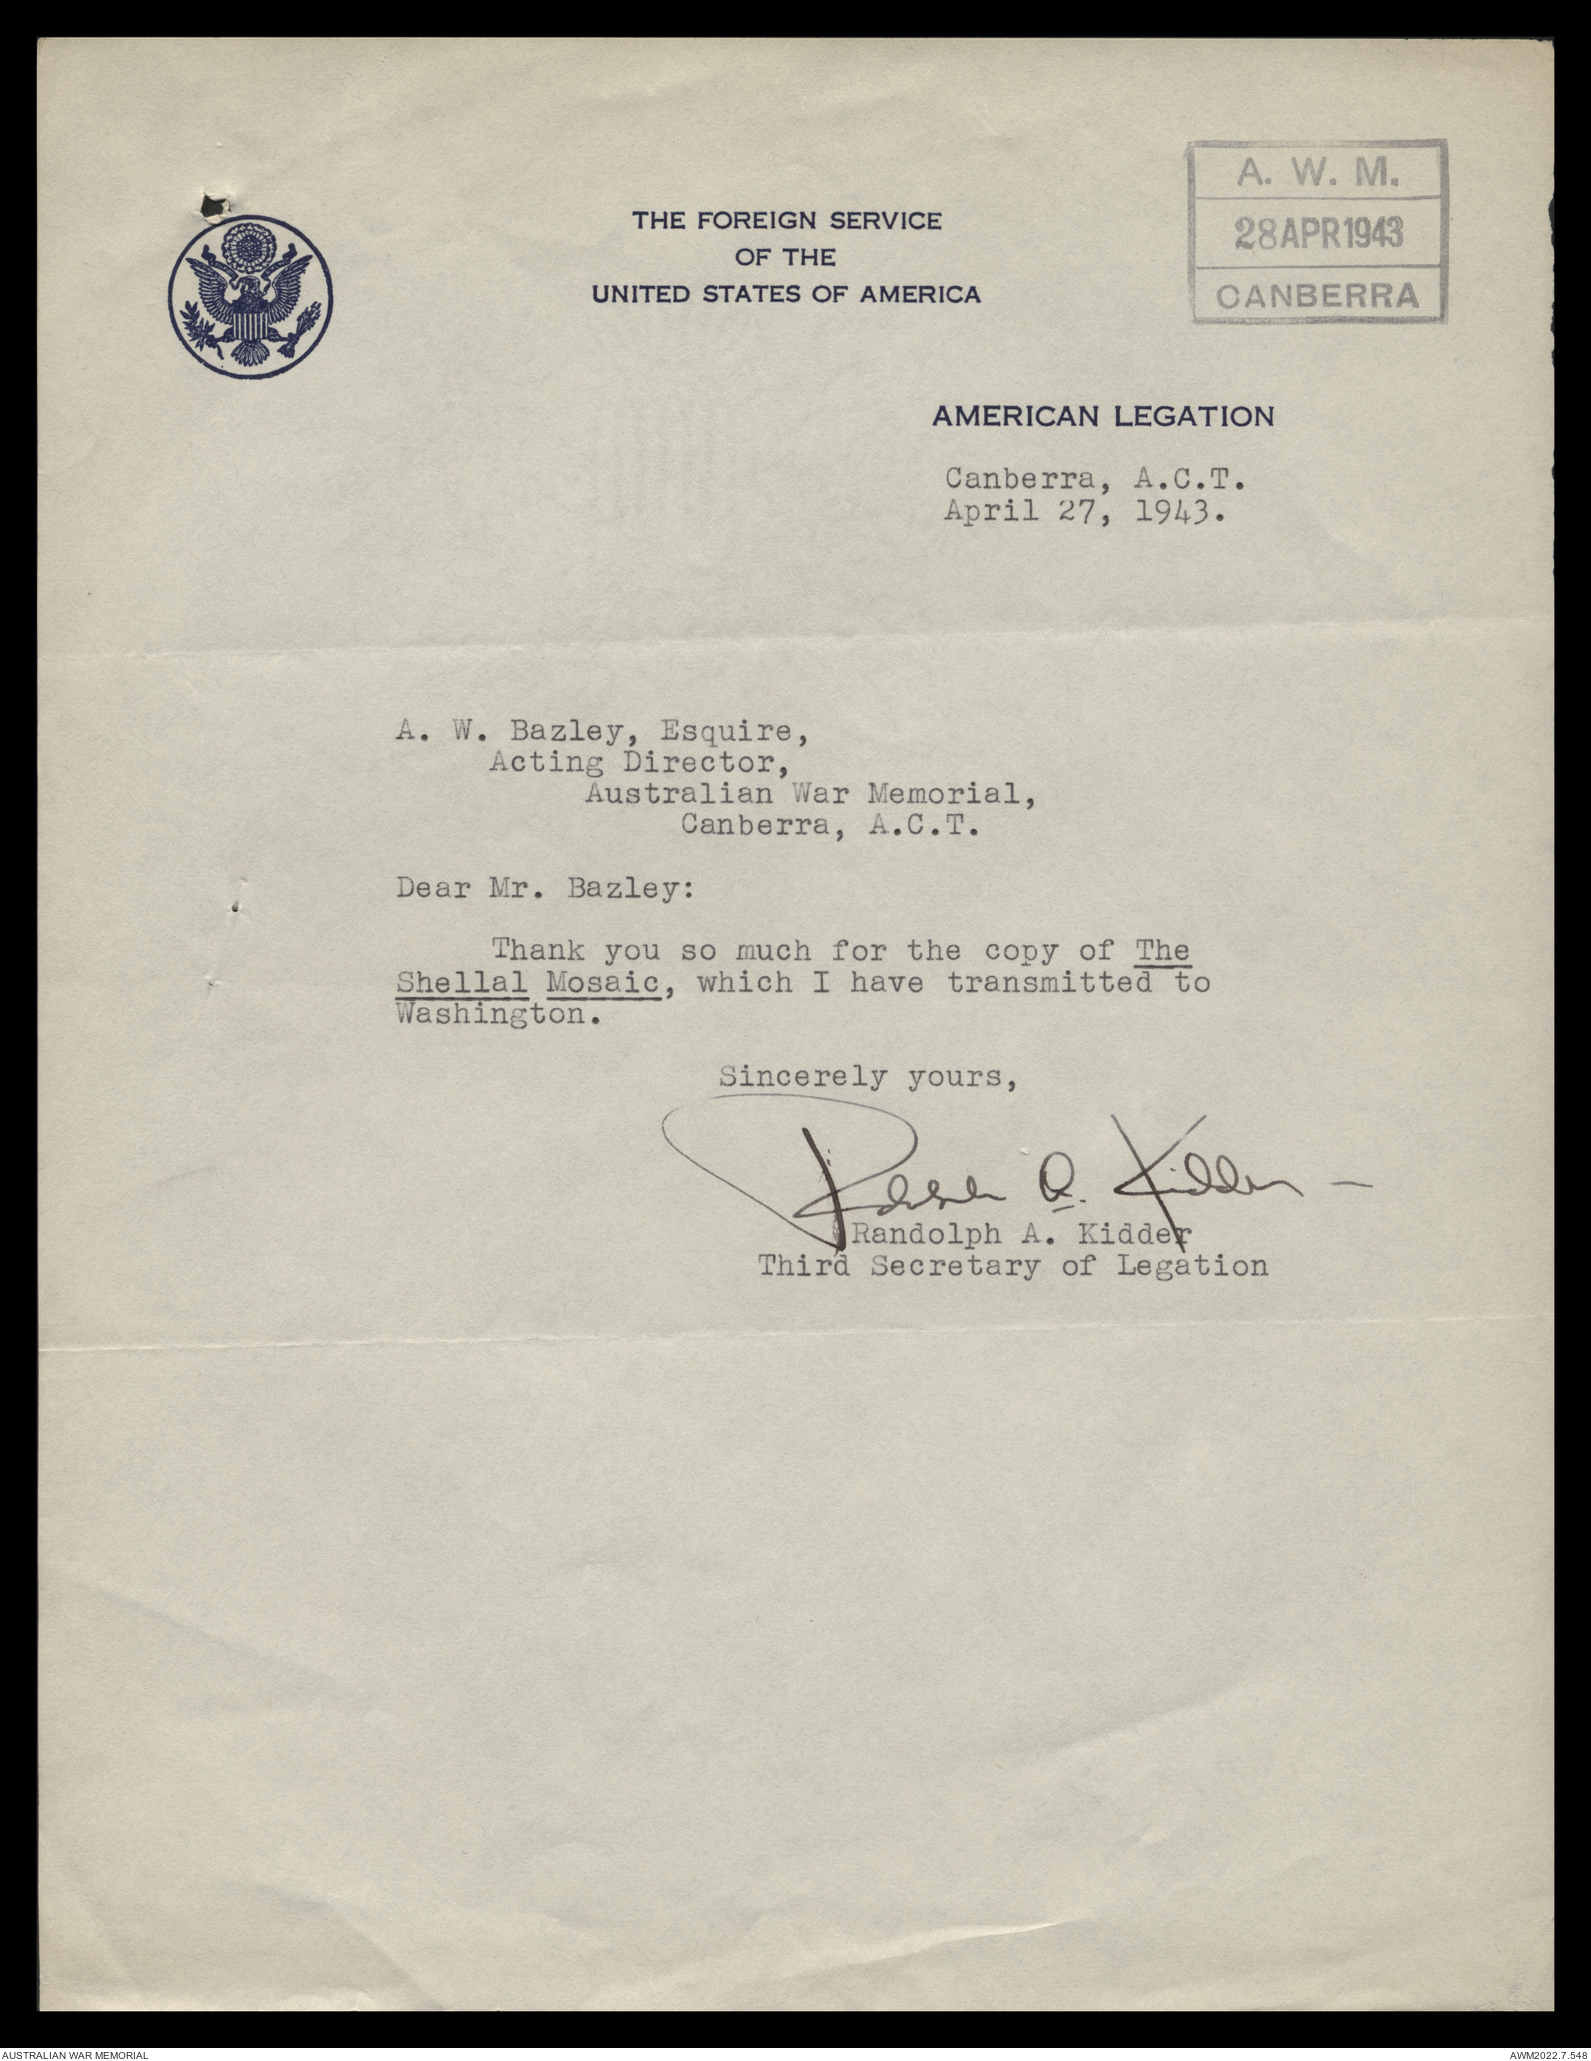 THE FOREIGN SERVICE
OF THE
UNITED STATES OF AMERICA
A. W. M.
28APR1943
CANBERRA
AMERICAN LEGATION
Canberra, A.C.T.
April 27, 1943.
A. W. Bazley, Esquire,
Acting Director,
Australian War Memorial,
Canberra, A.C.T.
Dear Mr. Bazley:
Thank you so much for the copy of The
Shellal Mosaic, which I have transmitted to
Washington.
Sincerely yours,
Randolph A. Kidder
Randolph A. Kidder
Third Secretary of Legation
AUSTRALIAN WAR MEMORIAL
AWM2022.7.548